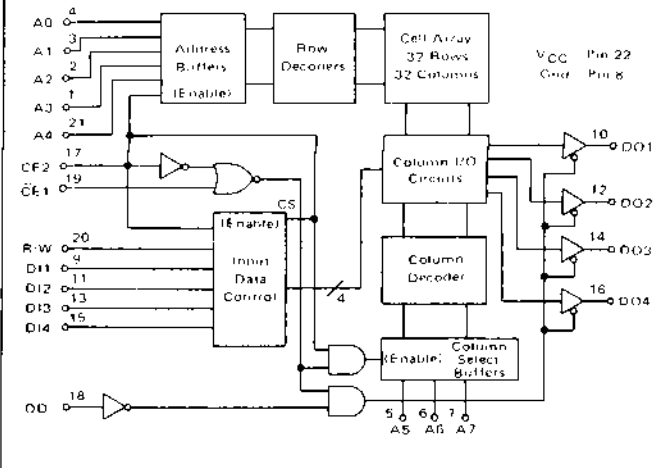 A0 4
A1 3
A2 2
A3 1
A4 21
Address
Buffers
(Enable)
Row
Decoders
Cell Array
32 Rows
32 Columns
VCC Pin 22
Gnd Pin 8
CE2 17
CE1 19
CS
Column I/O
Circuits
10 DO1
12 DO2
14 DO3
16 DO4
R/W 20
DI1 9
DI2 11
DI3 13
DI4 15
(Enable)
Input
Data
Control
4
Column
Decoder
(Enable) Column
Select
Buffers
OD 18
5 6 7
A5 A6 A7